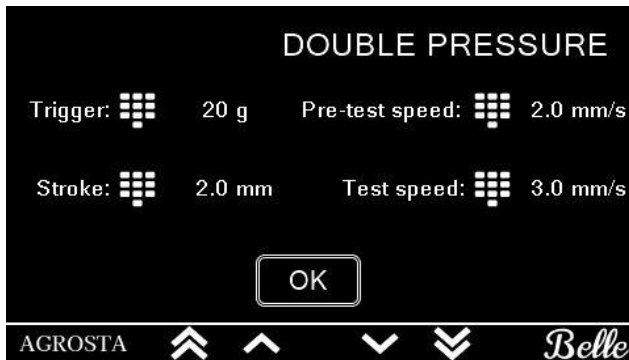 DOUBLE PRESSURE
Trigger: 20 g Pre-test speed: 2.0 mm/s
Stroke: 2.0 mm Test speed: 3.0 mm/s
OK
AGROSTA Belle